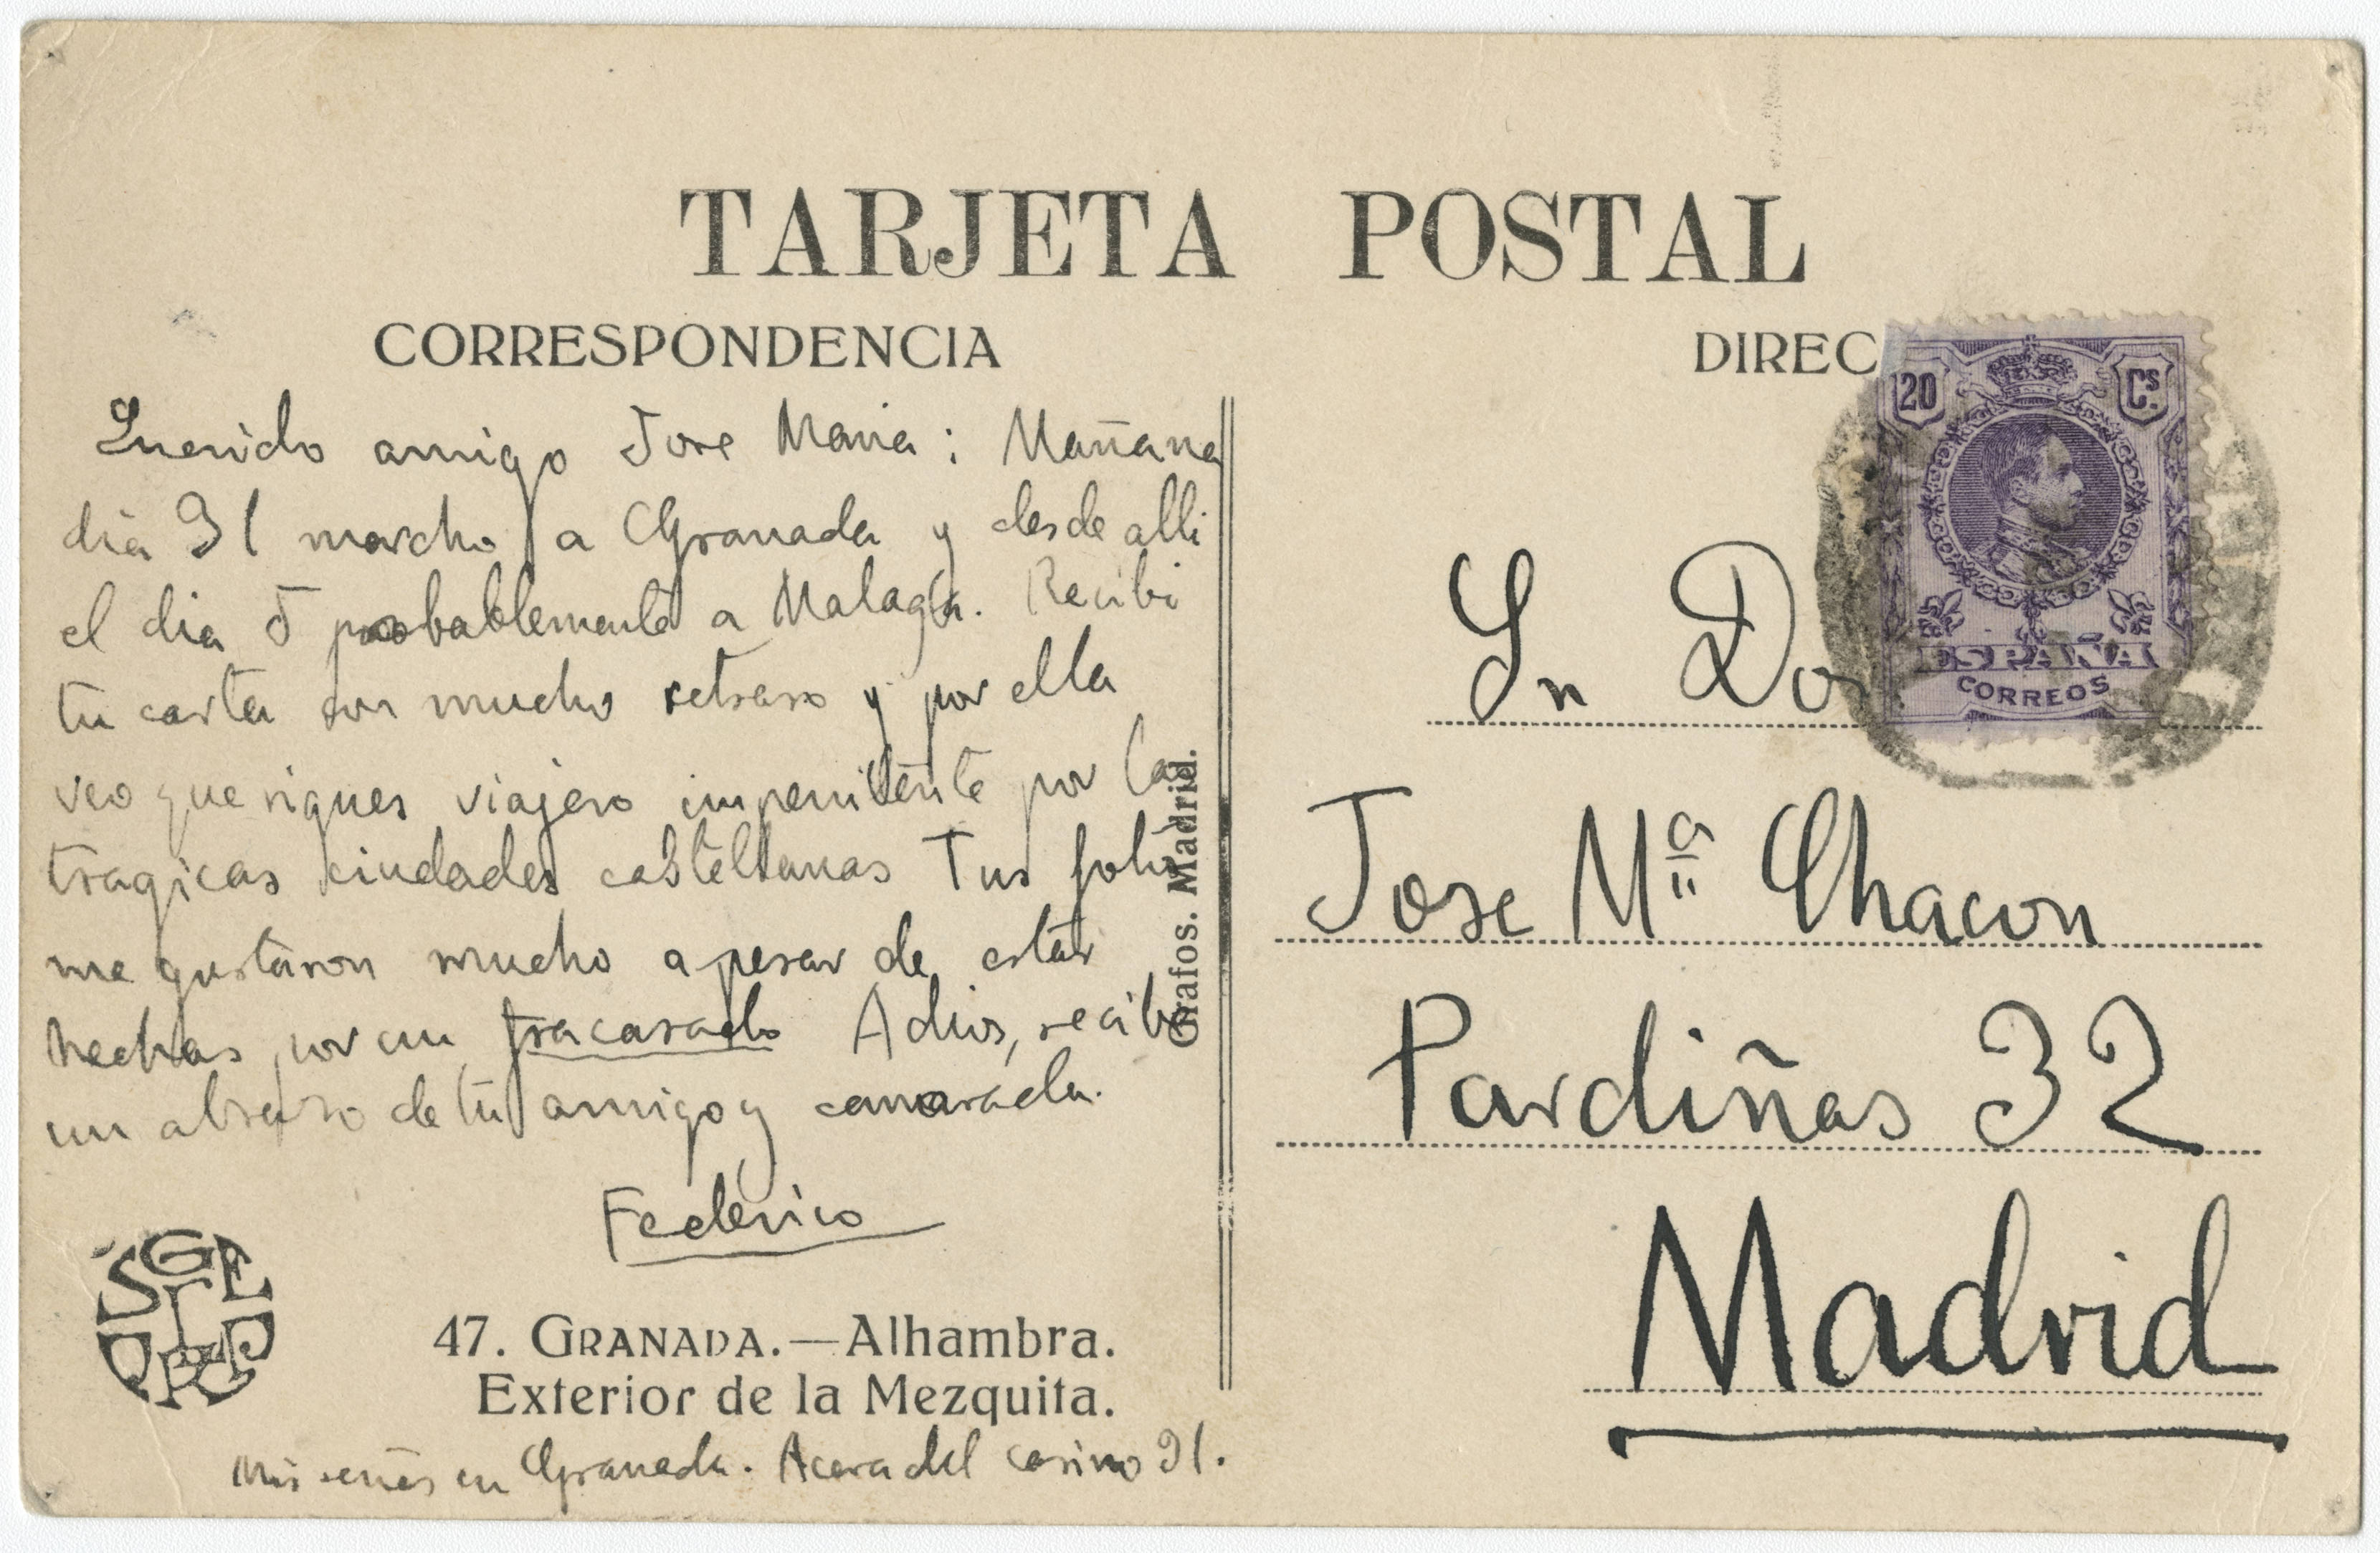 TARJETA POSTAL
CORRESPONDENCIA
Querido amigo Jose Maria: Mañana
dia 31 marcho a Granada y desde alli
el dia 5 probablemente a Malaga. Recibi
tu carta con mucho retraso y por ella
veo que sigues viajero impenitente por las
tragicas ciudades castellanas Tus fotos
me gustaron mucho apesar de estar
hechas por un fracasado Adios, recibe
un abrazo de tu amigo y camarada.
Federico
47. GRANADA.—Alhambra.
Exterior de la Mezquita.
Mis señas en Granada. Acera del casino 31.
Grafos. Madrid.
DIREC
20 Cs.
ESPAÑA
CORREOS
Sr Don
Jose Mª Chacon
Pardiñas 32
Madrid